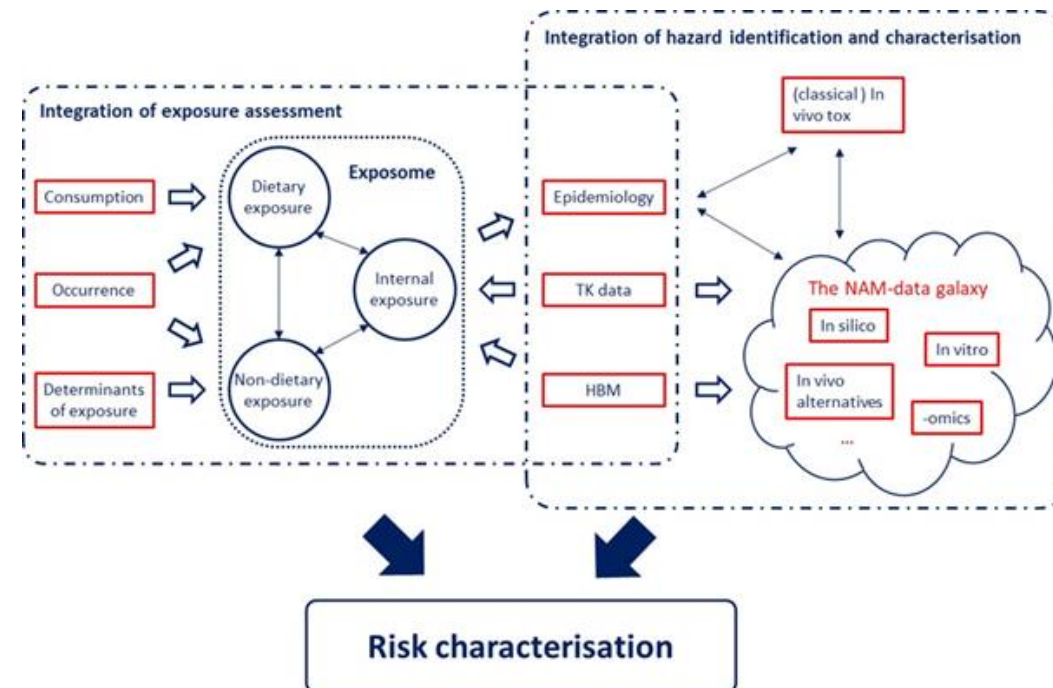 Integration of hazard identification and characterisation
(classical ) In
vivo tox
Integration of exposure assessment
Exposome
Consumption
Occurrence
Determinants
of exposure
Dietary
exposure
Internal
exposure
Non-dietary
exposure
Epidemiology
TK data
HBM
The NAM-data galaxy
In silico
In vitro
In vivo
alternatives
-omics
...
Risk characterisation